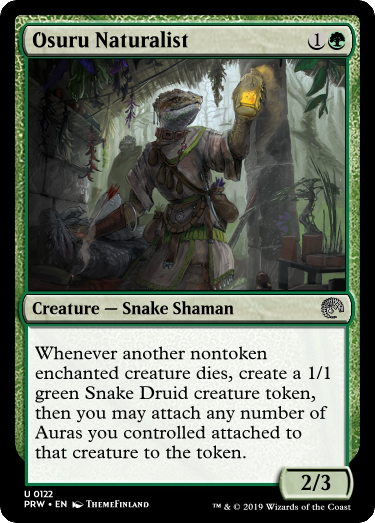 Osuru Naturalist 1
Creature — Snake Shaman
Whenever another nontoken
enchanted creature dies, create a 1/1
green Snake Druid creature token,
then you may attach any number of
Auras you controlled attached to
that creature to the token.
2/3
U 0122
PRW • EN ThemeFinland
™ & © 2019 Wizards of the Coast